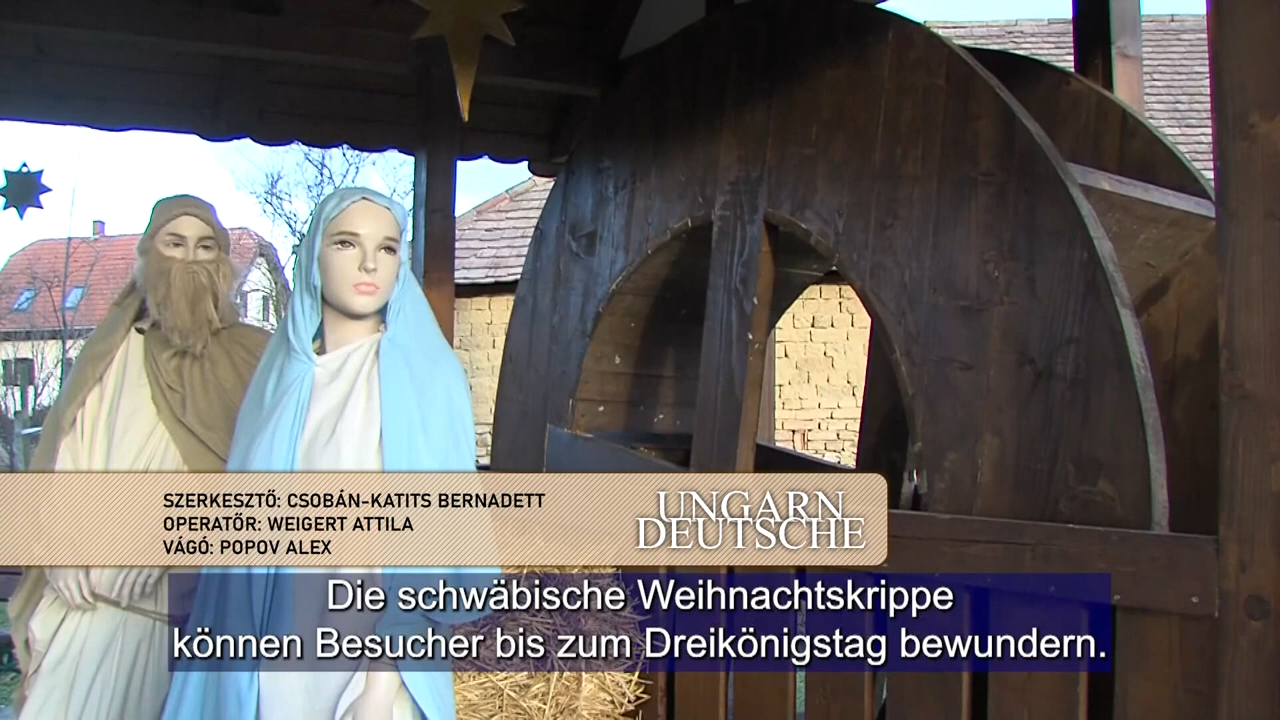 SZERKESZTŐ: CSOBÁN-KATITS BERNADETT
OPERATŐR: WEIGERT ATTILA
VÁGÓ: POPOV ALEX
UNGARN
DEUTSCHE
Die schwäbische Weihnachtskrippe
können Besucher bis zum Dreikönigstag bewundern.